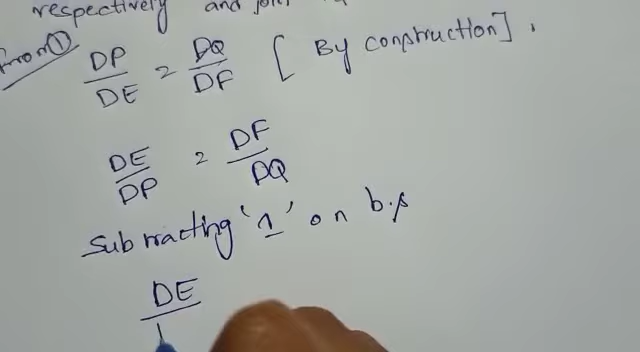 respectively and join
From ①
DP/DE = DQ/DF [ By construction] .
DE/DP = DF/DQ
Subtracting '1' on b.s
DE